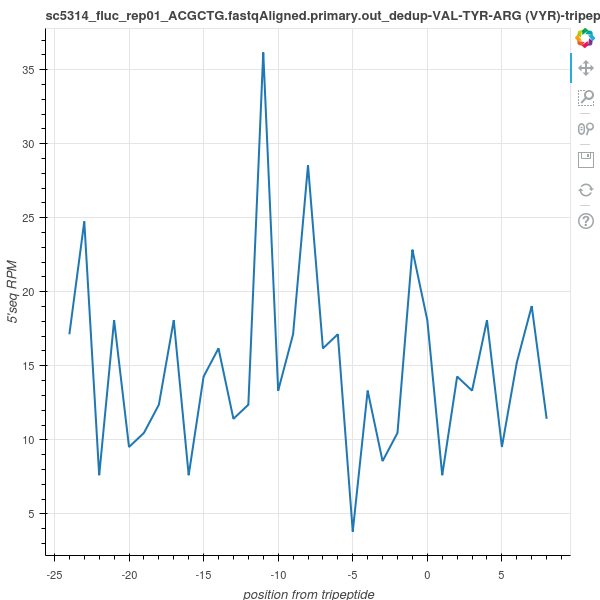 sc5314_fluc_rep01_ACGCTG.fastqAligned.primary.out_dedup-VAL-TYR-ARG (VYR)-tripep
35
30
25
20
15
10
5
5'seq RPM
-25 -20 -15 -10 -5 0 5
position from tripeptide